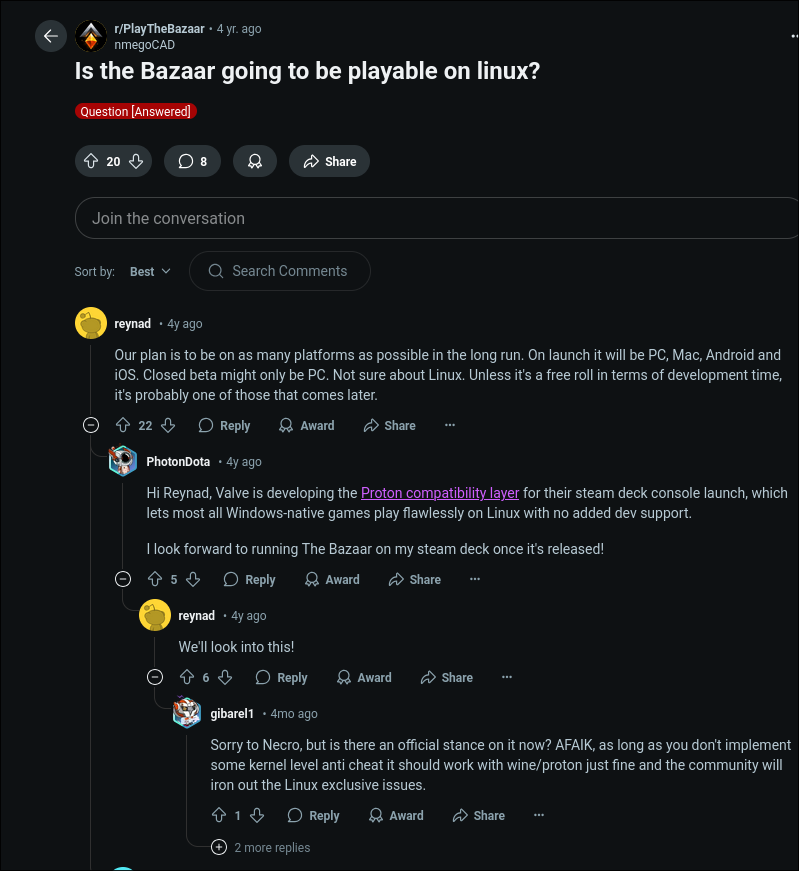 r/PlayTheBazaar • 4 yr. ago
nmegoCAD
Is the Bazaar going to be playable on linux?
Question [Answered]
20
8
Share
Join the conversation
Sort by: Best
Search Comments
reynad • 4y ago
Our plan is to be on as many platforms as possible in the long run. On launch it will be PC, Mac, Android and
iOS. Closed beta might only be PC. Not sure about Linux. Unless it's a free roll in terms of development time,
it's probably one of those that comes later.
22 Reply Award Share
PhotonDota • 4y ago
Hi Reynad, Valve is developing the Proton compatibility layer for their steam deck console launch, which
lets most all Windows-native games play flawlessly on Linux with no added dev support.
I look forward to running The Bazaar on my steam deck once it's released!
5 Reply Award Share
reynad • 4y ago
We'll look into this!
6 Reply Award Share
gibarel1 • 4mo ago
Sorry to Necro, but is there an official stance on it now? AFAIK, as long as you don't implement
some kernel level anti cheat it should work with wine/proton just fine and the community will
iron out the Linux exclusive issues.
1 Reply Award Share
2 more replies